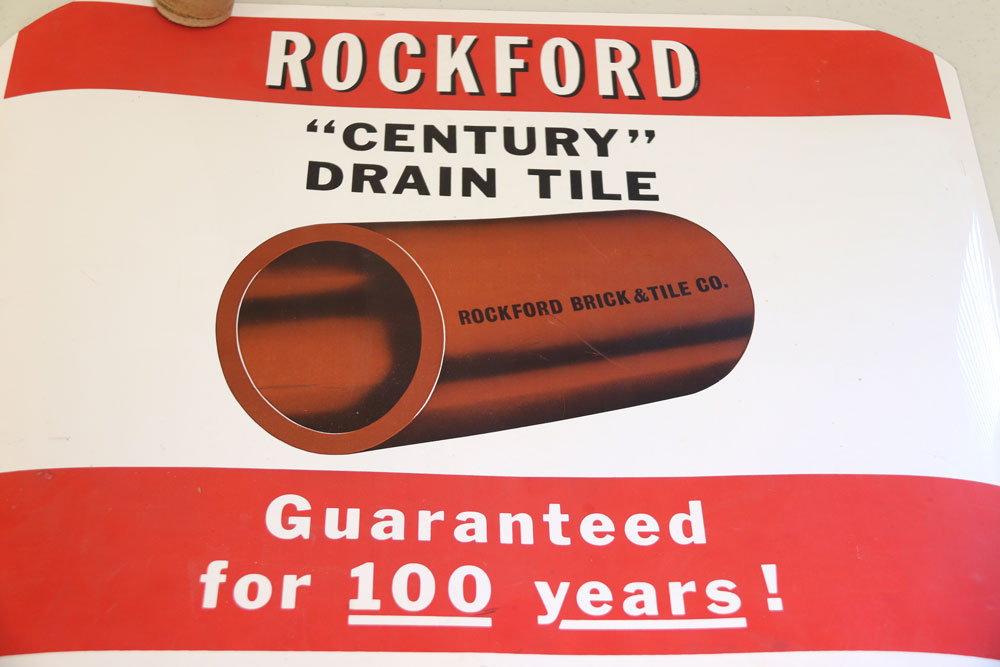 ROCKFORD
“CENTURY”
DRAIN TILE
ROCKFORD BRICK & TILE CO.
Guaranteed
for 100 years!